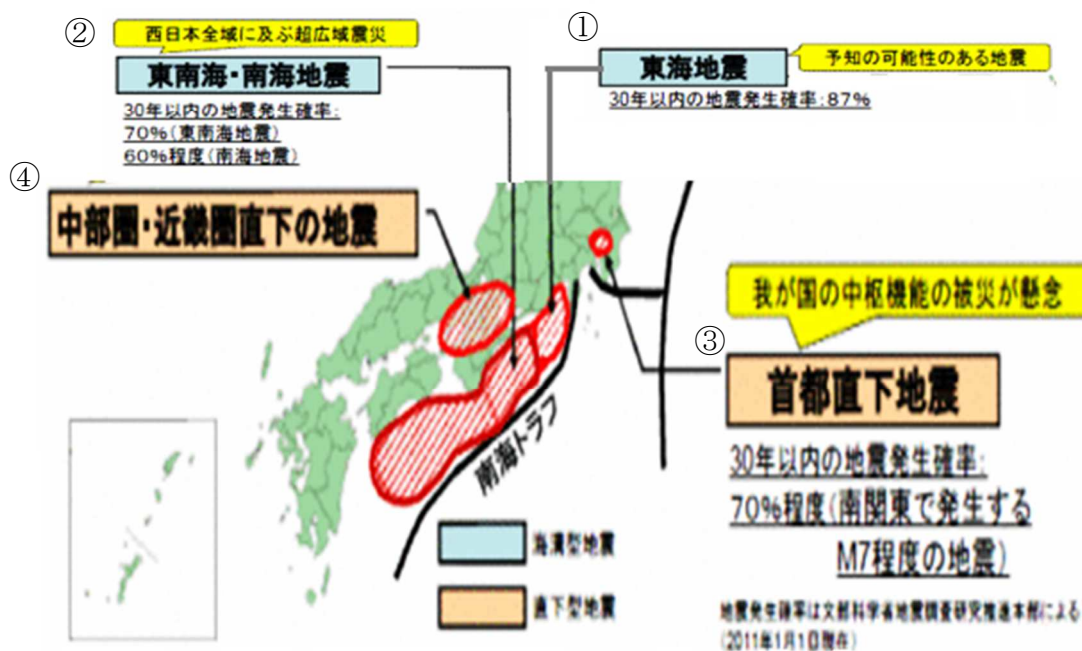 ②
西日本全域に及ぶ超広域震災
東南海・南海地震
30年以内の地震発生確率:
70%(東南海地震)
60%程度(南海地震)
①
予知の可能性のある地震
東海地震
30年以内の地震発生確率:87%
④
中部圏・近畿圏直下の地震
我が国の中枢機能の被災が懸念
③
首都直下地震
30年以内の地震発生確率:
70%程度(南関東で発生する
M7程度の地震)
南海トラフ
海溝型地震
直下型地震
地震発生確率は文部科学省地震調査研究推進本部による
(2011年1月1日現在)